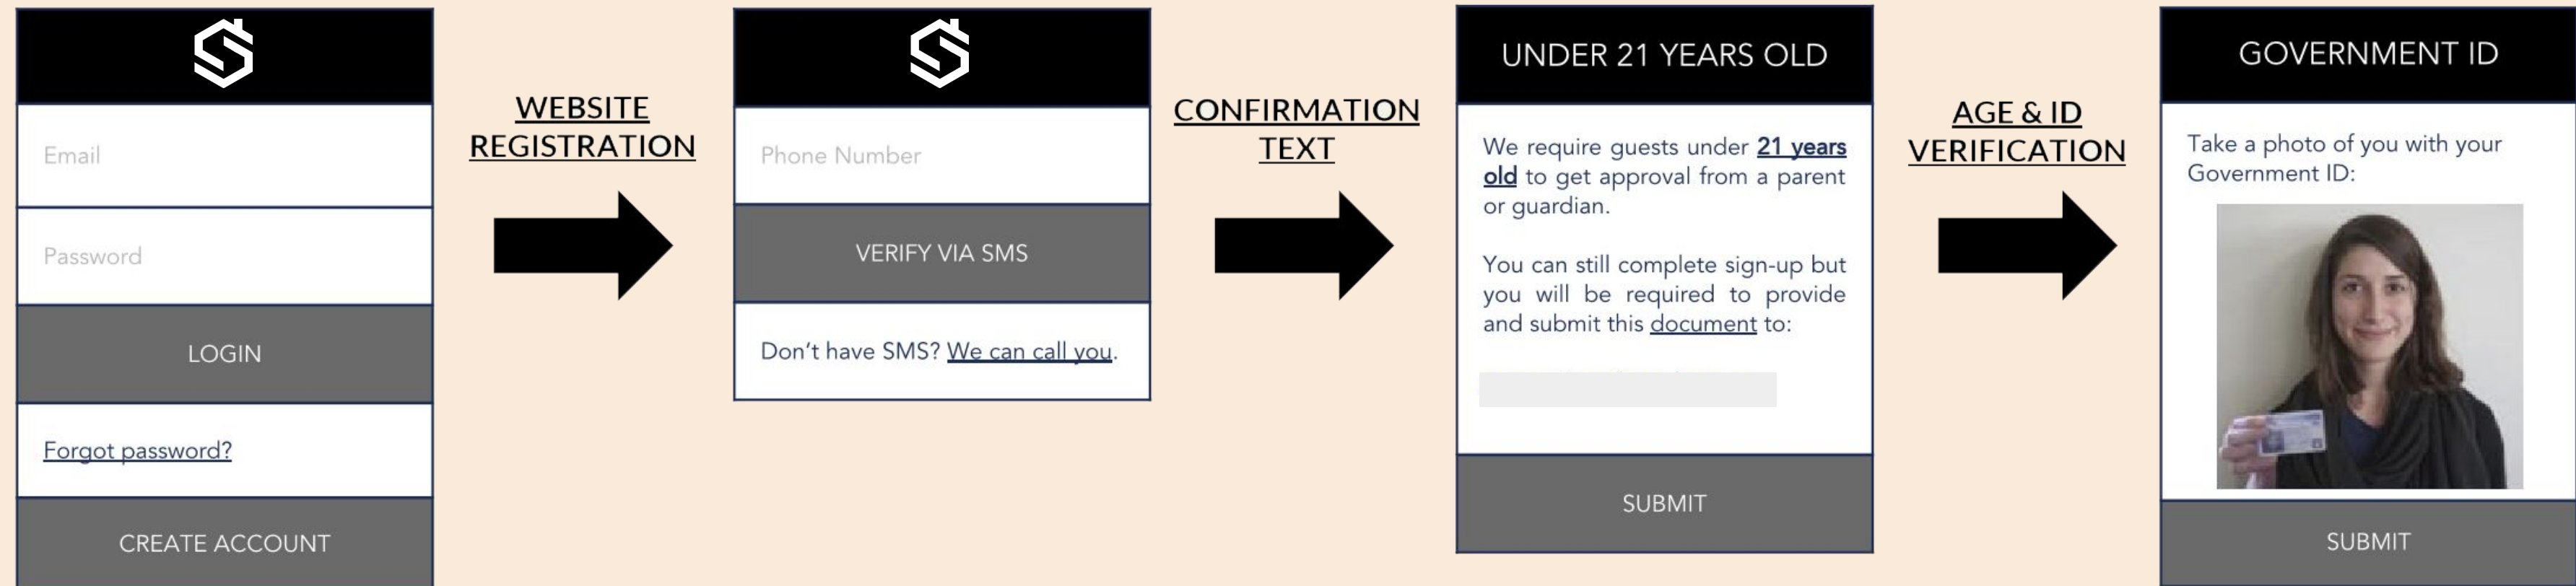 Email
Password
LOGIN
Forgot password?
CREATE ACCOUNT
WEBSITE
REGISTRATION
Phone Number
VERIFY VIA SMS
Don't have SMS? We can call you.
CONFIRMATION
TEXT
UNDER 21 YEARS OLD
We require guests under 21 years
old to get approval from a parent
or guardian.
You can still complete sign-up but
you will be required to provide
and submit this document to:
SUBMIT
AGE & ID
VERIFICATION
GOVERNMENT ID
Take a photo of you with your
Government ID:
SUBMIT